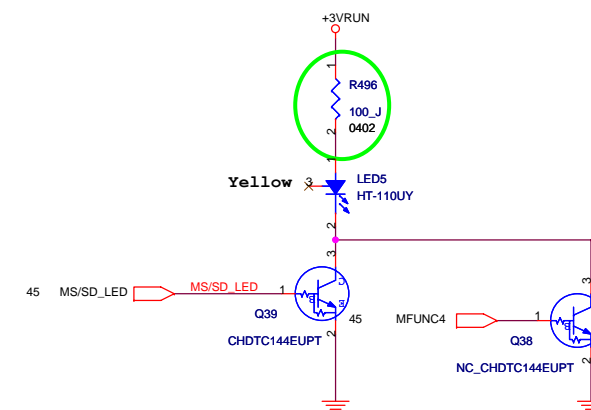 +3VRUN
1
R496
100_J
0402
2
1
Yellow
3
LED5
HT-110UY
2
3
3
45
MS/SD_LED
MS/SD_LED
1
C
B
E
45
Q39
CHDTC144EUPT
2
MFUNC4
1
B
Q38
NC_CHDTC144EUPT
2